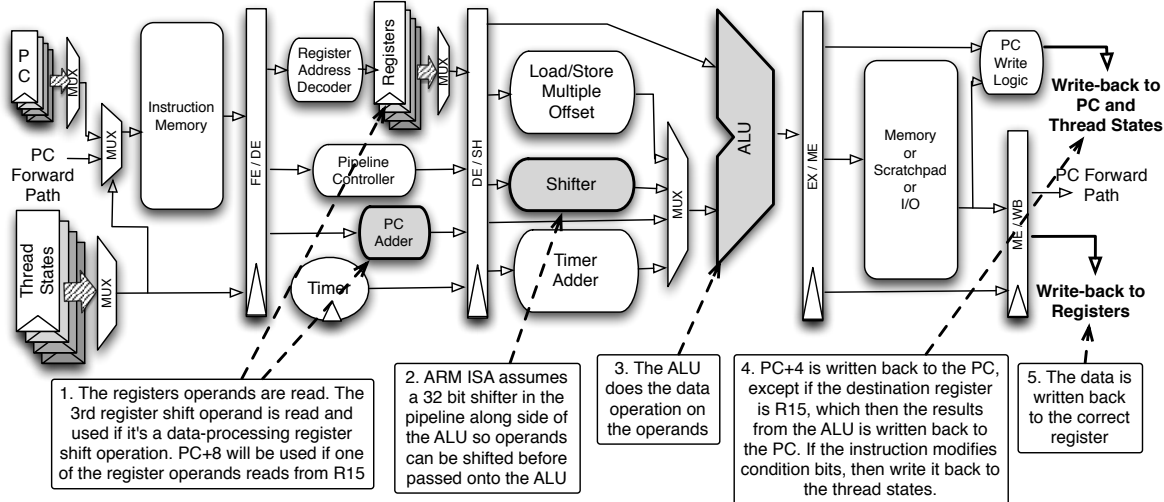 PC
MUX
MUX
PC
Forward
Path
Thread
States
MUX
Instruction
Memory
FE / DE
Register
Address
Decoder
Registers
MUX
Pipeline
Controller
PC
Adder
Timer
DE / SH
Load/Store
Multiple
Offset
Shifter
Timer
Adder
MUX
ALU
EX / ME
Memory
or
Scratchpad
or
I/O
PC
Write
Logic
ME / WB
Write-back to
PC and
Thread States
PC Forward
Path
Write-back to
Registers
1. The registers operands are read. The
3rd register shift operand is read and
used if it's a data-processing register
shift operation. PC+8 will be used if one
of the register operands reads from R15
2. ARM ISA assumes
a 32 bit shifter in the
pipeline along side of
the ALU so operands
can be shifted before
passed onto the ALU
3. The ALU
does the data
operation on
the operands
4. PC+4 is written back to the PC,
except if the destination register
is R15, which then the results
from the ALU is written back to
the PC. If the instruction modifies
condition bits, then write it back to
the thread states.
5. The data is
written back
to the correct
register